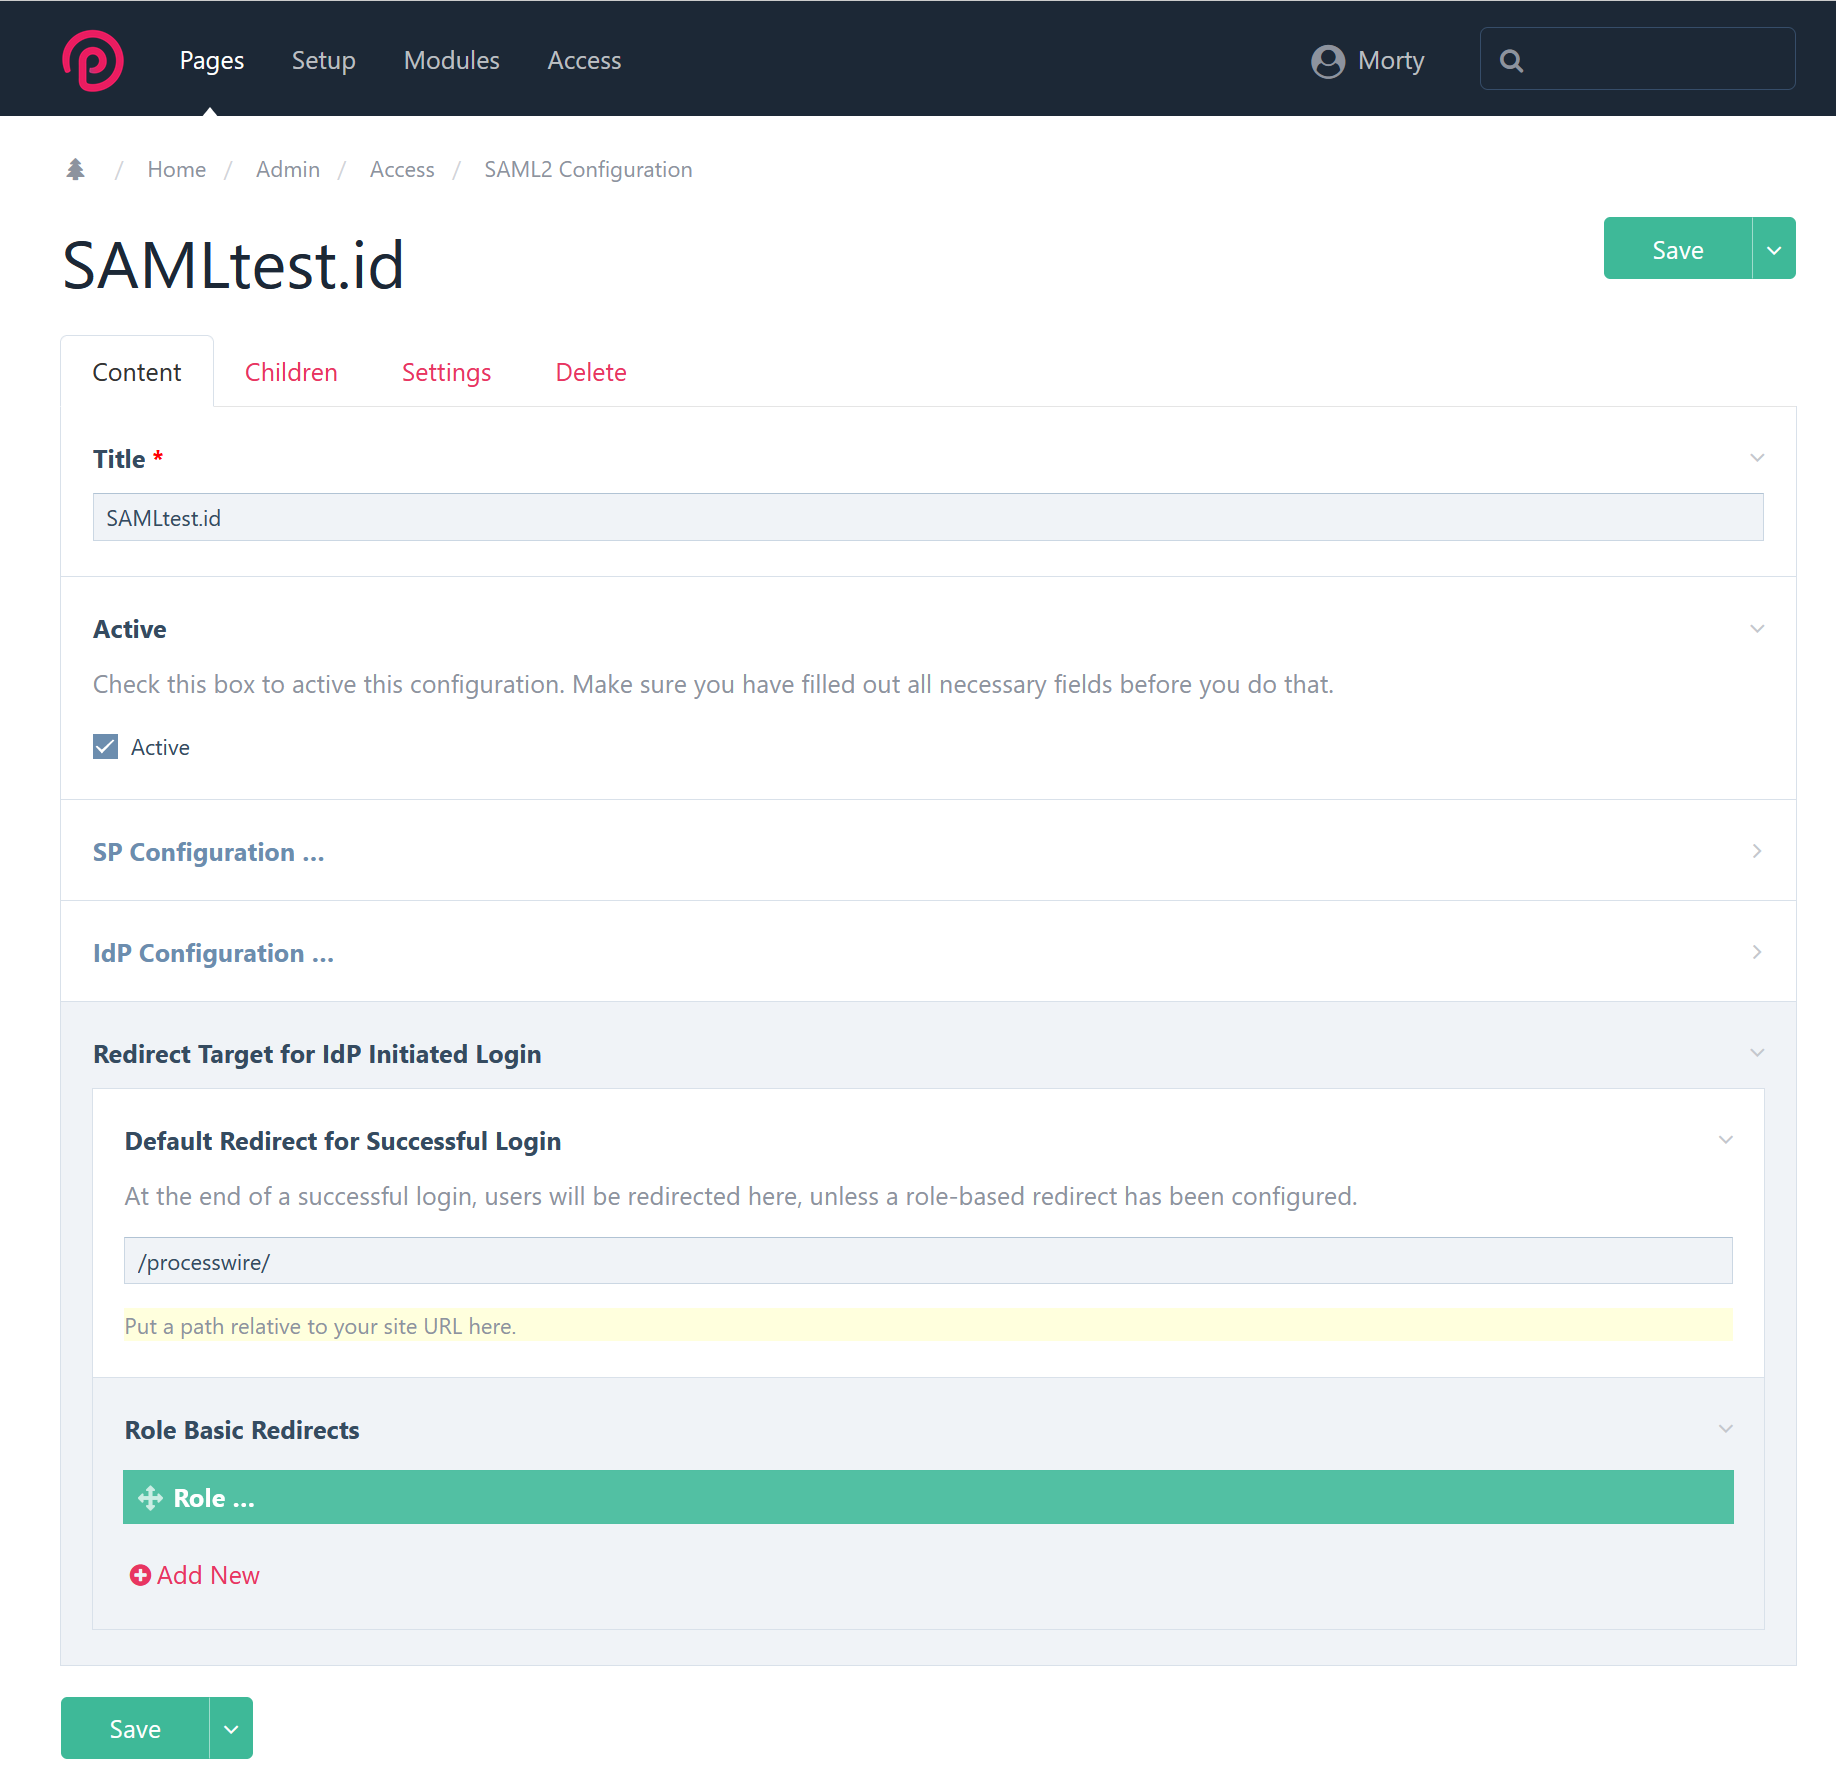 Pages Setup Modules Access Morty
/ Home / Admin / Access / SAML2 Configuration
SAMLtest.id
Save
Content Children Settings Delete
Title *
SAMLtest.id
Active
Check this box to active this configuration. Make sure you have filled out all necessary fields before you do that.
Active
SP Configuration ...
IdP Configuration ...
Redirect Target for IdP Initiated Login
Default Redirect for Successful Login
At the end of a successful login, users will be redirected here, unless a role-based redirect has been configured.
/processwire/
Put a path relative to your site URL here.
Role Basic Redirects
Role ...
Add New
Save